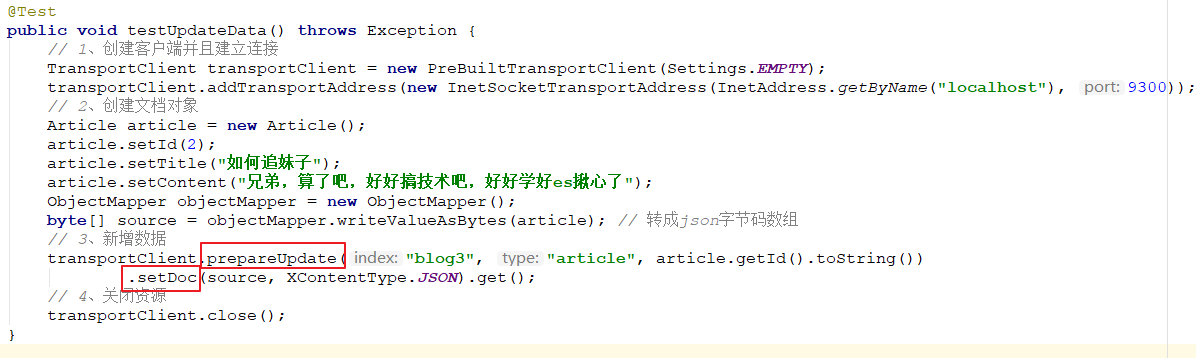 @Test
public void testUpdateData() throws Exception {
// 1、创建客户端并且建立连接
TransportClient transportClient = new PreBuiltTransportClient(Settings.EMPTY);
transportClient.addTransportAddress(new InetSocketTransportAddress(InetAddress.getByName("localhost"), port: 9300));
// 2、创建文档对象
Article article = new Article();
article.setId(2);
article.setTitle("如何追妹子");
article.setContent("兄弟，算了吧，好好搞技术吧，好好学好es揪心了");
ObjectMapper objectMapper = new ObjectMapper();
byte[] source = objectMapper.writeValueAsBytes(article); // 转成json字节码数组
// 3、新增数据
transportClient.prepareUpdate( index: "blog3", type: "article", article.getId().toString())
.setDoc(source, XContentType.JSON).get();
// 4、关闭资源
transportClient.close();
}